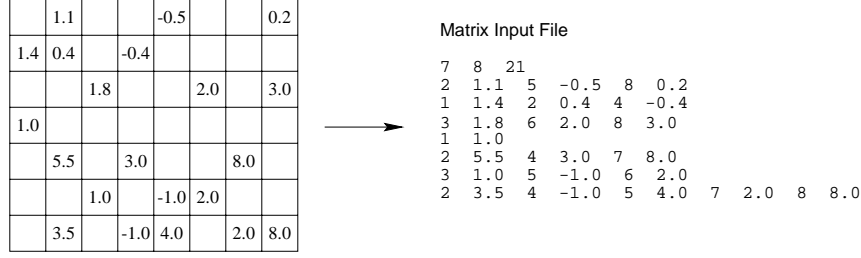 1.1 -0.5 0.2
1.4 0.4 -0.4
1.8 2.0 3.0
1.0
5.5 3.0 8.0
1.0 -1.0 2.0
3.5 -1.0 4.0 2.0 8.0
Matrix Input File
7 8 21
2 1.1 5 -0.5 8 0.2
1 1.4 2 0.4 4 -0.4
3 1.8 6 2.0 8 3.0
1 1.0
2 5.5 4 3.0 7 8.0
3 1.0 5 -1.0 6 2.0
2 3.5 4 -1.0 5 4.0 7 2.0 8 8.0